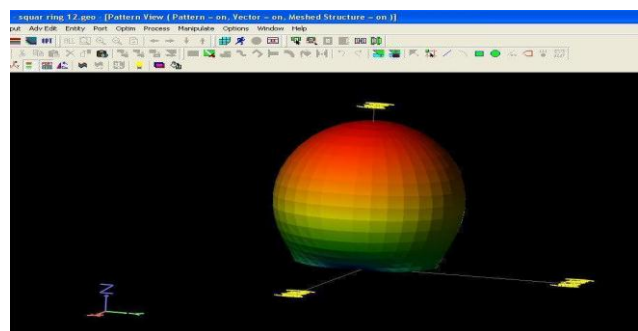 squar ring 12.geo - [Pattern View ( Pattern - on, Vector - on, Meshed Structure - on )]
put Adv Edit Entity Port Optim Process Manipulate Options Window Help
Z